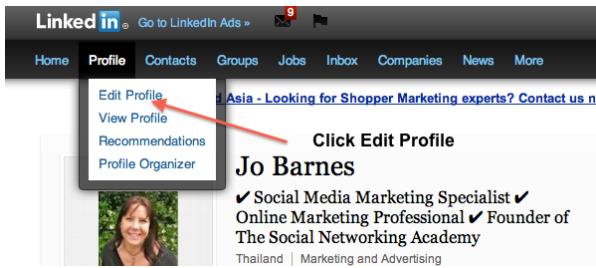 Linked in Go to LinkedIn Ads » 9
Home Profile Contacts Groups Jobs Inbox Companies News More
Edit Profile
d Asia - Looking for Shopper Marketing experts? Contact us n
View Profile
Recommendations
Profile Organizer
Click Edit Profile
Jo Barnes
✔ Social Media Marketing Specialist ✔
Online Marketing Professional ✔ Founder of
The Social Networking Academy
Thailand | Marketing and Advertising